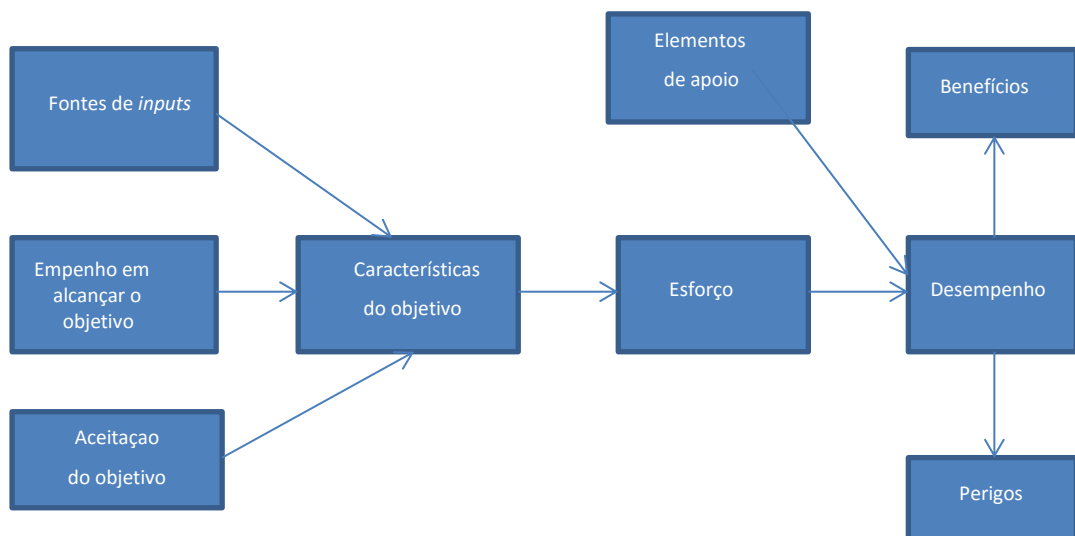 Elementos
de apoio
Benefícios
Fontes de inputs
Empenho em
alcançar o
objetivo
Características
do objetivo
Esforço
Desempenho
Aceitaçao
do objetivo
Perigos